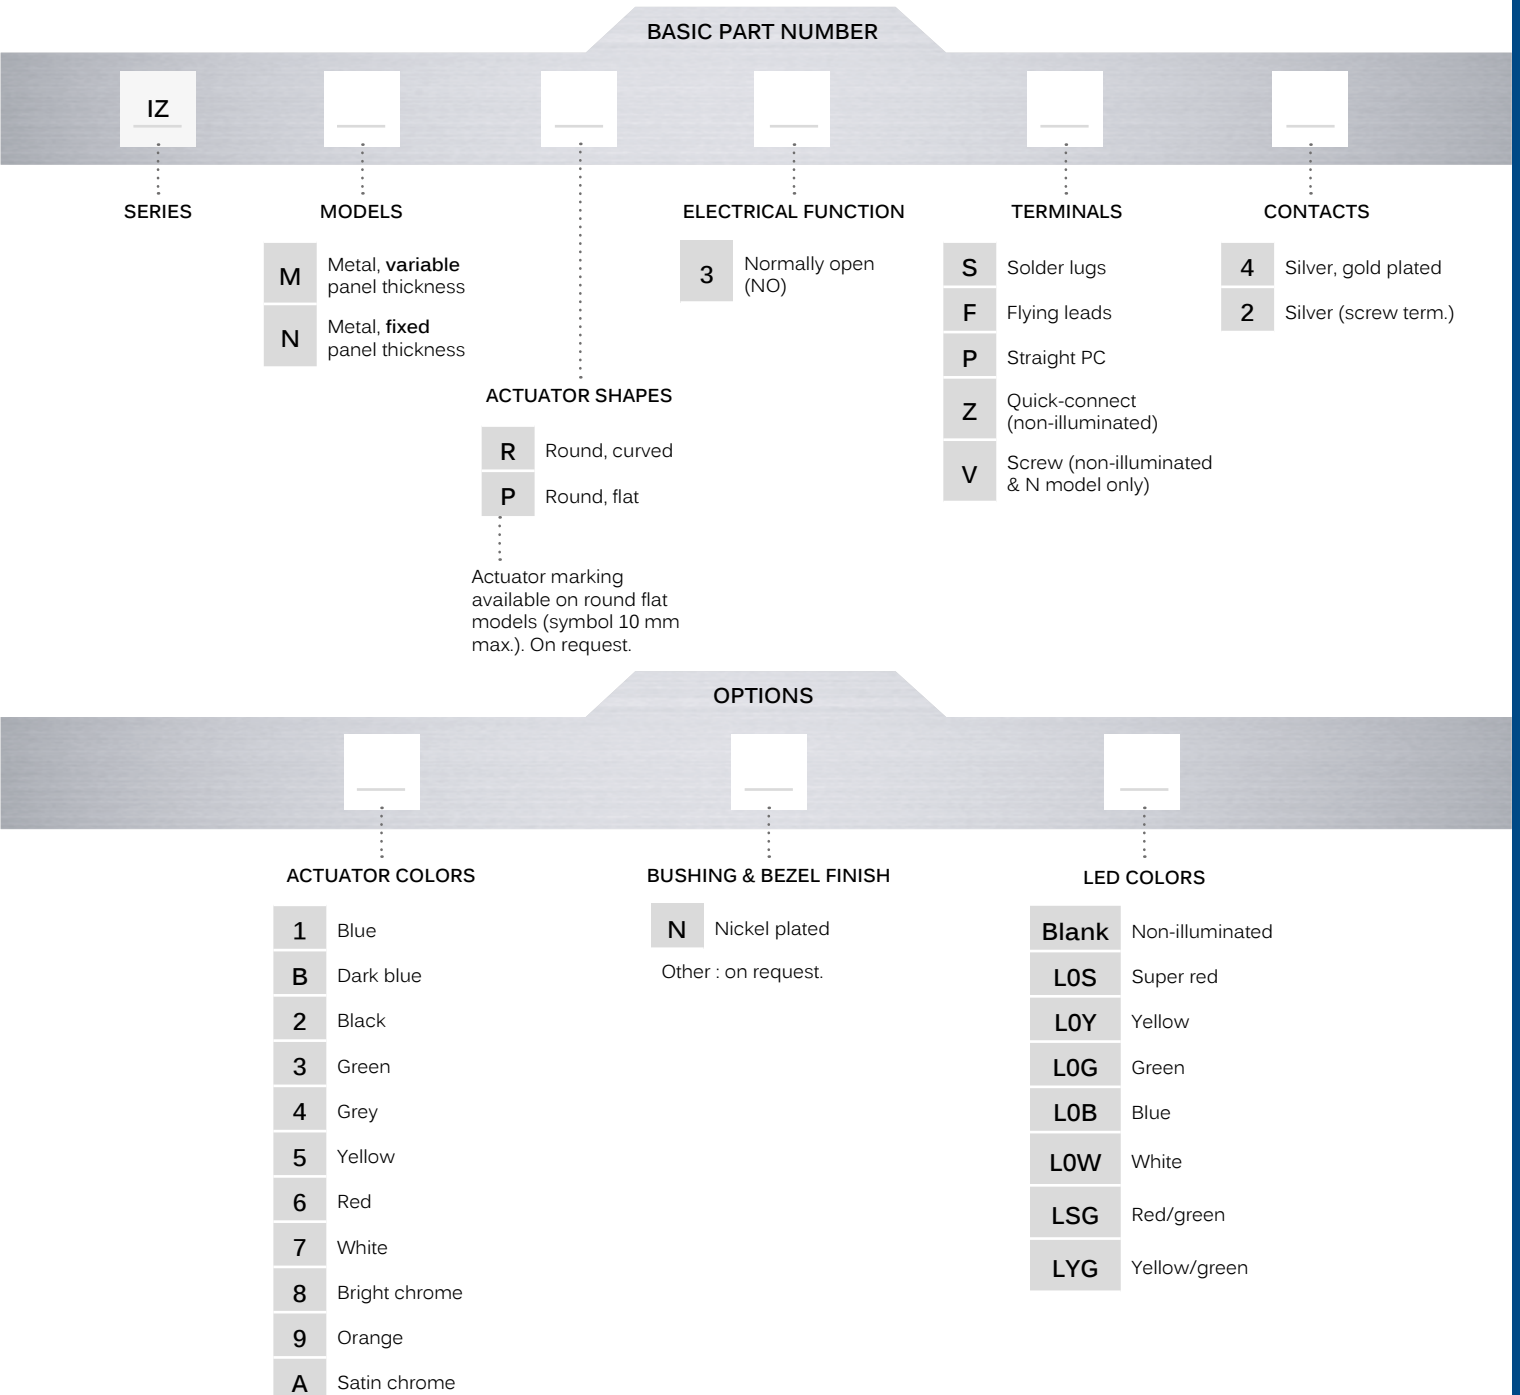 BASIC PART NUMBER
IZ
SERIES
MODELS
M Metal, variable
panel thickness
N Metal, fixed
panel thickness
ACTUATOR SHAPES
R Round, curved
P Round, flat
Actuator marking
available on round flat
models (symbol 10 mm
max.). On request.
ELECTRICAL FUNCTION
3 Normally open
(NO)
TERMINALS
S Solder lugs
F Flying leads
P Straight PC
Z Quick-connect
(non-illuminated)
V Screw (non-illuminated
& N model only)
CONTACTS
4 Silver, gold plated
2 Silver (screw term.)
OPTIONS
ACTUATOR COLORS
1 Blue
B Dark blue
2 Black
3 Green
4 Grey
5 Yellow
6 Red
7 White
8 Bright chrome
9 Orange
A Satin chrome
BUSHING & BEZEL FINISH
N Nickel plated
Other : on request.
LED COLORS
Blank Non-illuminated
L0S Super red
L0Y Yellow
L0G Green
L0B Blue
L0W White
LSG Red/green
LYG Yellow/green